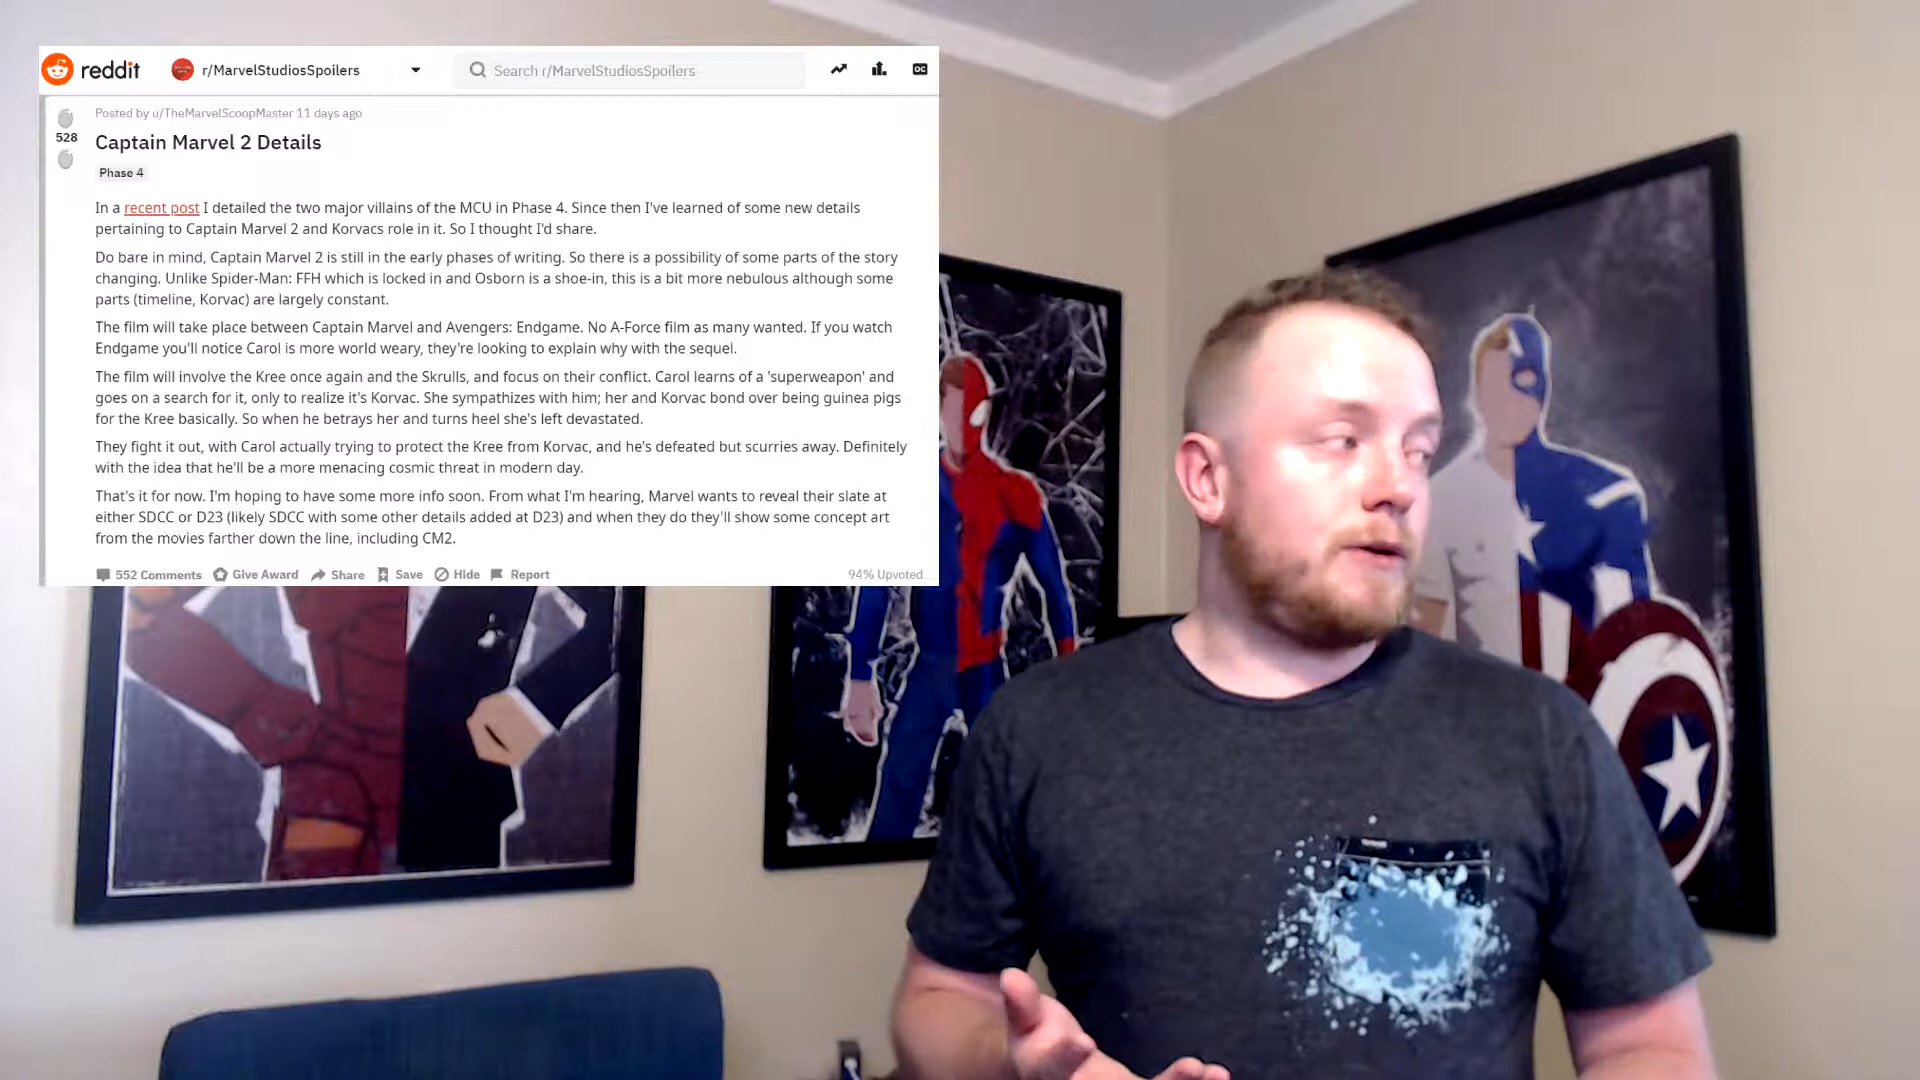 reddit r/MarvelStudiosSpoilers Search r/MarvelStudiosSpoilers OC
Posted by u/TheMarvelScoopMaster 11 days ago
528
Captain Marvel 2 Details
Phase 4
In a recent post I detailed the two major villains of the MCU in Phase 4. Since then I've learned of some new details
pertaining to Captain Marvel 2 and Korvacs role in it. So I thought I'd share.
Do bare in mind, Captain Marvel 2 is still in the early phases of writing. So there is a possibility of some parts of the story
changing. Unlike Spider-Man: FFH which is locked in and Osborn is a shoe-in, this is a bit more nebulous although some
parts (timeline, Korvac) are largely constant.
The film will take place between Captain Marvel and Avengers: Endgame. No A-Force film as many wanted. If you watch
Endgame you'll notice Carol is more world weary, they're looking to explain why with the sequel.
The film will involve the Kree once again and the Skrulls, and focus on their conflict. Carol learns of a 'superweapon' and
goes on a search for it, only to realize it's Korvac. She sympathizes with him; her and Korvac bond over being guinea pigs
for the Kree basically. So when he betrays her and turns heel she's left devastated.
They fight it out, with Carol actually trying to protect the Kree from Korvac, and he's defeated but scurries away. Definitely
with the idea that he'll be a more menacing cosmic threat in modern day.
That's it for now. I'm hoping to have some more info soon. From what I'm hearing, Marvel wants to reveal their slate at
either SDCC or D23 (likely SDCC with some other details added at D23) and when they do they'll show some concept art
from the movies farther down the line, including CM2.
552 Comments Give Award Share Save Hide Report 94% Upvoted